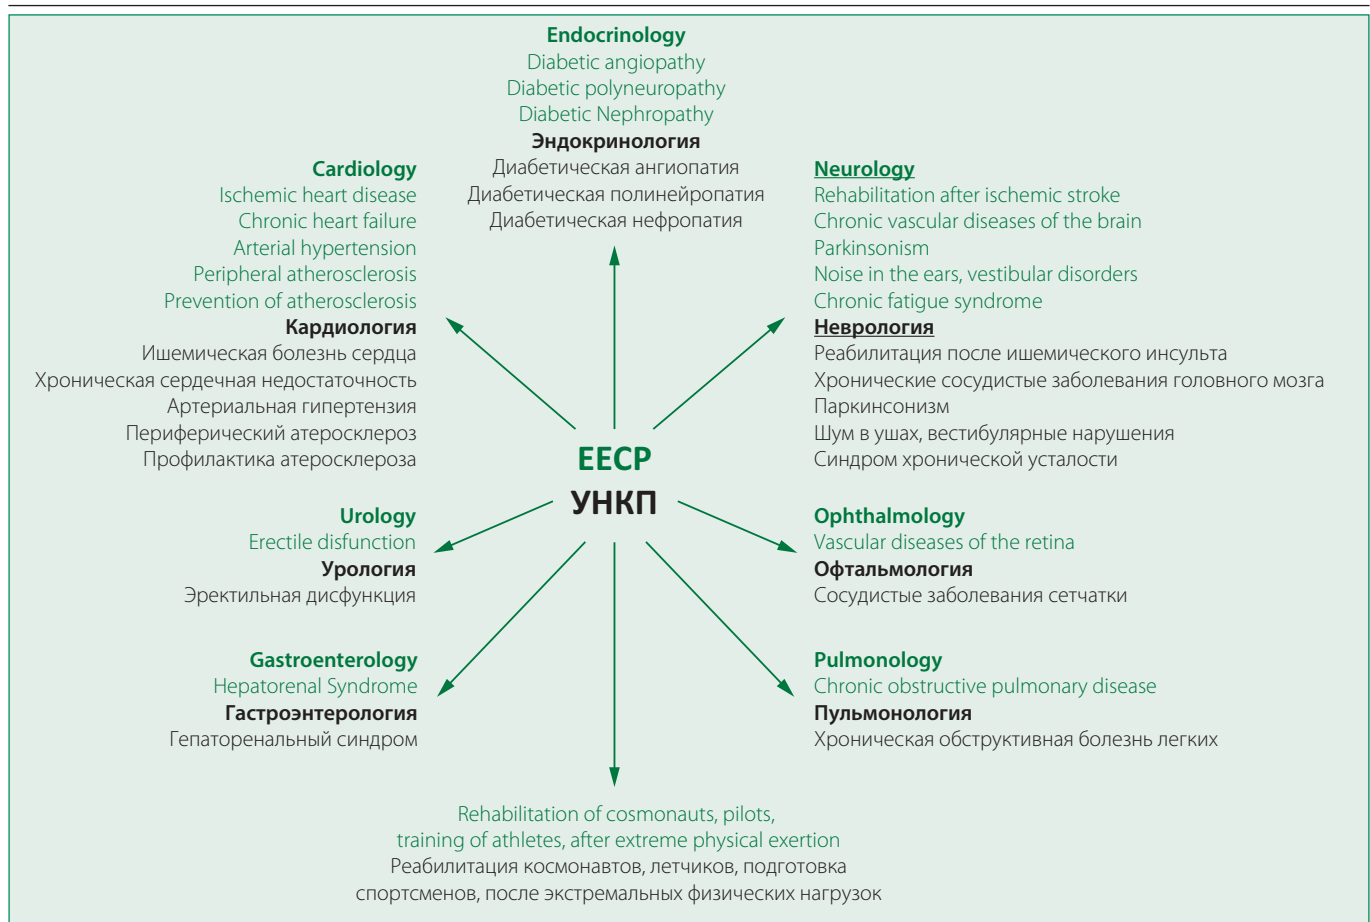 Endocrinology
Diabetic angiopathy
Diabetic polyneuropathy
Diabetic Nephropathy
Эндокринология
Диабетическая ангиопатия
Диабетическая полинейропатия
Диабетическая нефропатия
Cardiology
Ischemic heart disease
Chronic heart failure
Arterial hypertension
Peripheral atherosclerosis
Prevention of atherosclerosis
Кардиология
Ишемическая болезнь сердца
Хроническая сердечная недостаточность
Артериальная гипертензия
Периферический атеросклероз
Профилактика атеросклероза
Neurology
Rehabilitation after ischemic stroke
Chronic vascular diseases of the brain
Parkinsonism
Noise in the ears, vestibular disorders
Chronic fatigue syndrome
Неврология
Реабилитация после ишемического инсульта
Хронические сосудистые заболевания головного мозга
Паркинсонизм
Шум в ушах, вестибулярные нарушения
Синдром хронической усталости
EECP
УНКП
Urology
Erectile disfunction
Урология
Эректильная дисфункция
Ophthalmology
Vascular diseases of the retina
Офтальмология
Сосудистые заболевания сетчатки
Gastroenterology
Hepatorenal Syndrome
Гастроэнтерология
Гепаторенальный синдром
Pulmonology
Chronic obstructive pulmonary disease
Пульмонология
Хроническая обструктивная болезнь легких
Rehabilitation of cosmonauts, pilots,
training of athletes, after extreme physical exertion
Реабилитация космонавтов, летчиков, подготовка
спортсменов, после экстремальных физических нагрузок